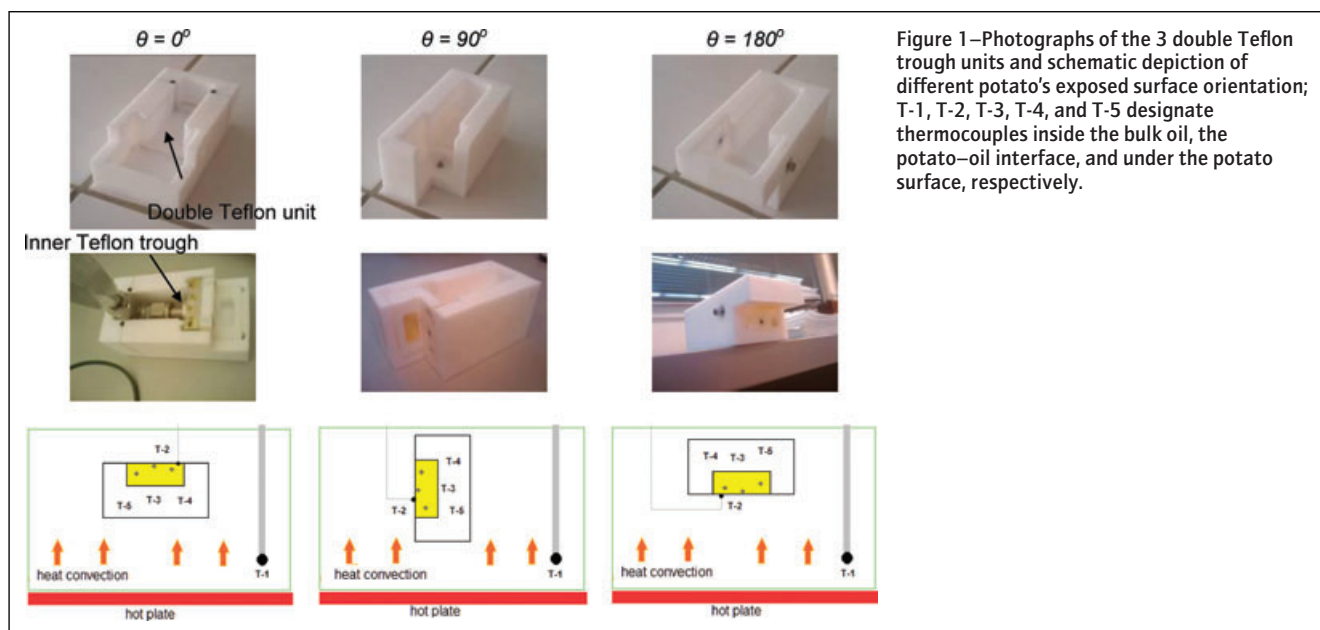 θ = 0⁰
θ = 90⁰
θ = 180⁰
Double Teflon unit
Inner Teflon trough
T-2
T-5 T-3 T-4
heat convection
T-1
hot plate
T-4
T-3
T-2
T-5
heat convection
T-1
hot plate
T-4 T-3 T-5
T-2
heat convection
T-1
hot plate
Figure 1–Photographs of the 3 double Teflon
trough units and schematic depiction of
different potato's exposed surface orientation;
T-1, T-2, T-3, T-4, and T-5 designate
thermocouples inside the bulk oil, the
potato–oil interface, and under the potato
surface, respectively.